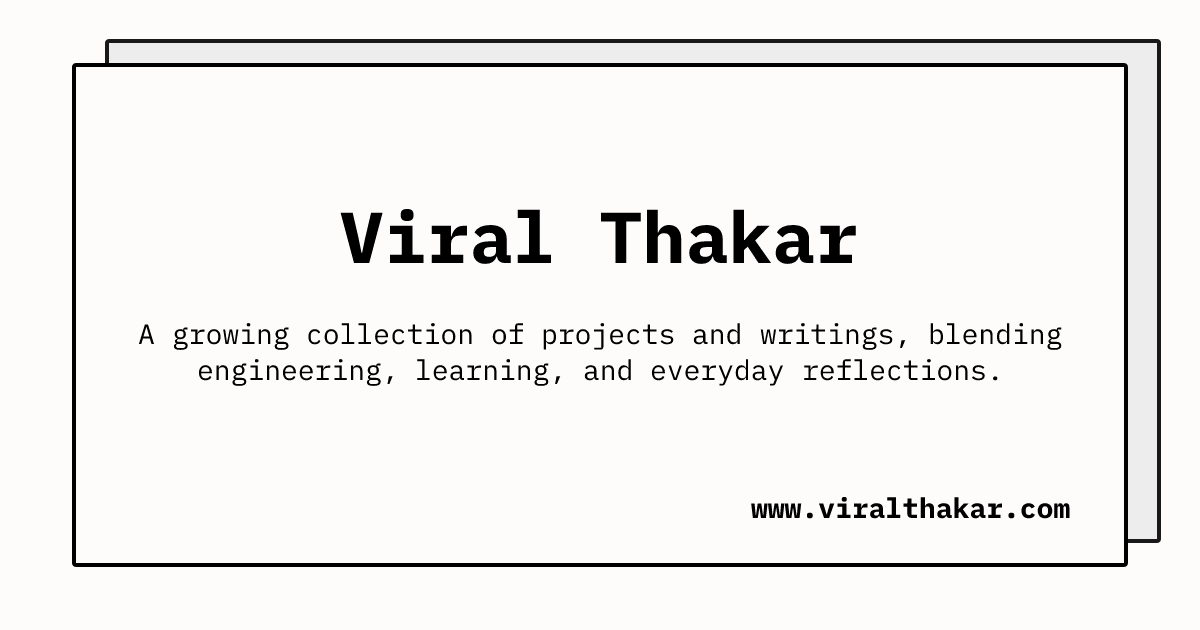 Viral Thakar
A growing collection of projects and writings, blending
engineering, learning, and everyday reflections.
www.viralthakar.com